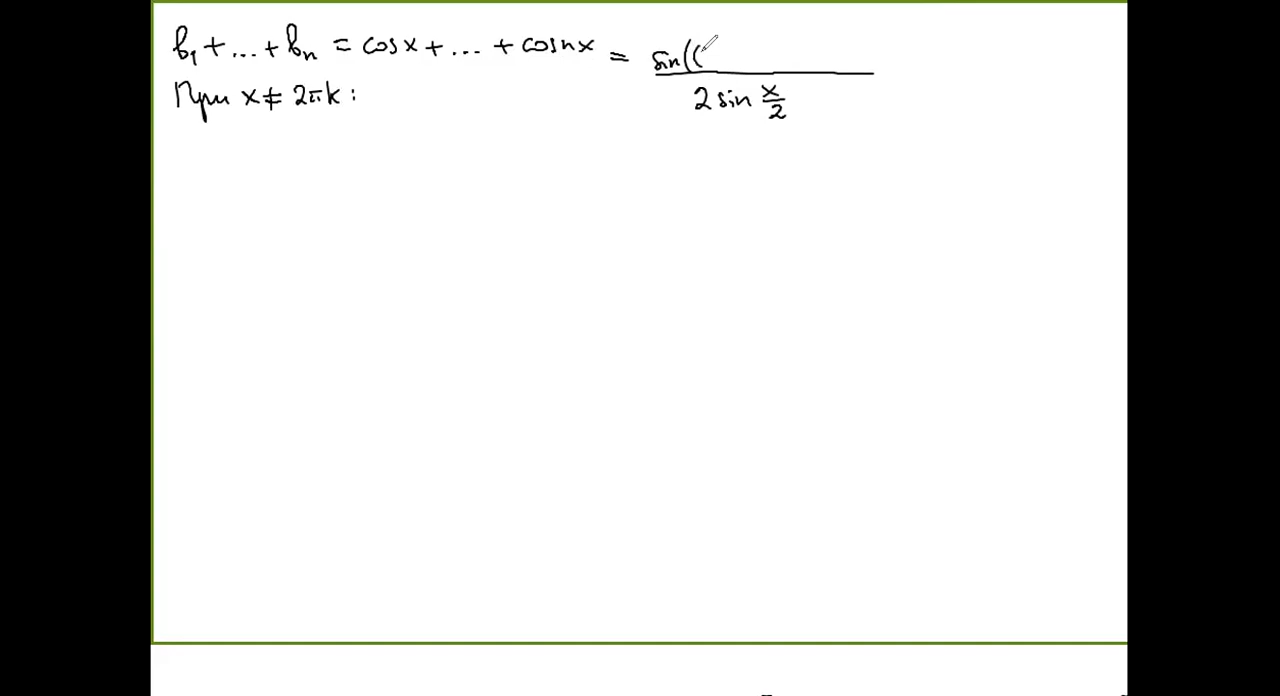 b₁ + ... + bₙ = cos x + ... + cos nx = sin((
2 sin x/2
При x ≠ 2πk :